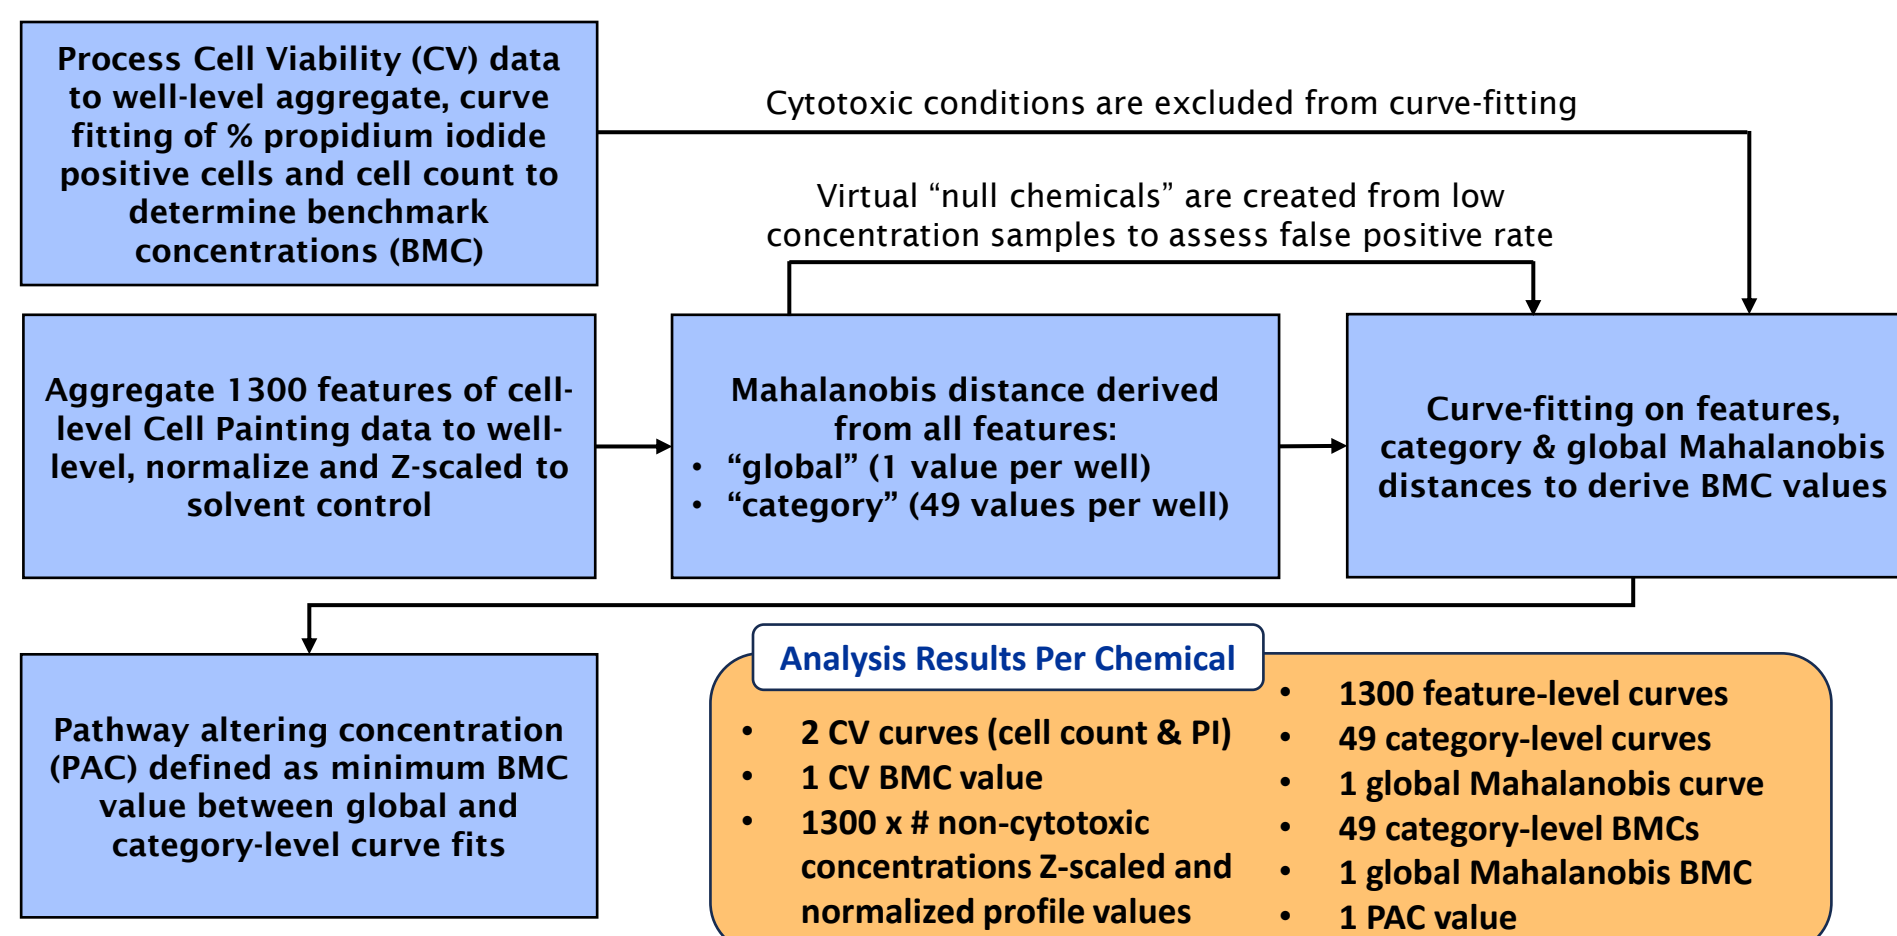 Process Cell Viability (CV) data
to well-level aggregate, curve
fitting of % propidium iodide
positive cells and cell count to
determine benchmark
concentrations (BMC)
Cytotoxic conditions are excluded from curve-fitting
Virtual “null chemicals” are created from low
concentration samples to assess false positive rate
Aggregate 1300 features of cell-
level Cell Painting data to well-
level, normalize and Z-scaled to
solvent control
Mahalanobis distance derived
from all features:
• “global” (1 value per well)
• “category” (49 values per well)
Curve-fitting on features,
category & global Mahalanobis
distances to derive BMC values
Pathway altering concentration
(PAC) defined as minimum BMC
value between global and
category-level curve fits
Analysis Results Per Chemical
• 2 CV curves (cell count & PI)
• 1 CV BMC value
• 1300 x # non-cytotoxic
concentrations Z-scaled and
normalized profile values
• 1300 feature-level curves
• 49 category-level curves
• 1 global Mahalanobis curve
• 49 category-level BMCs
• 1 global Mahalanobis BMC
• 1 PAC value